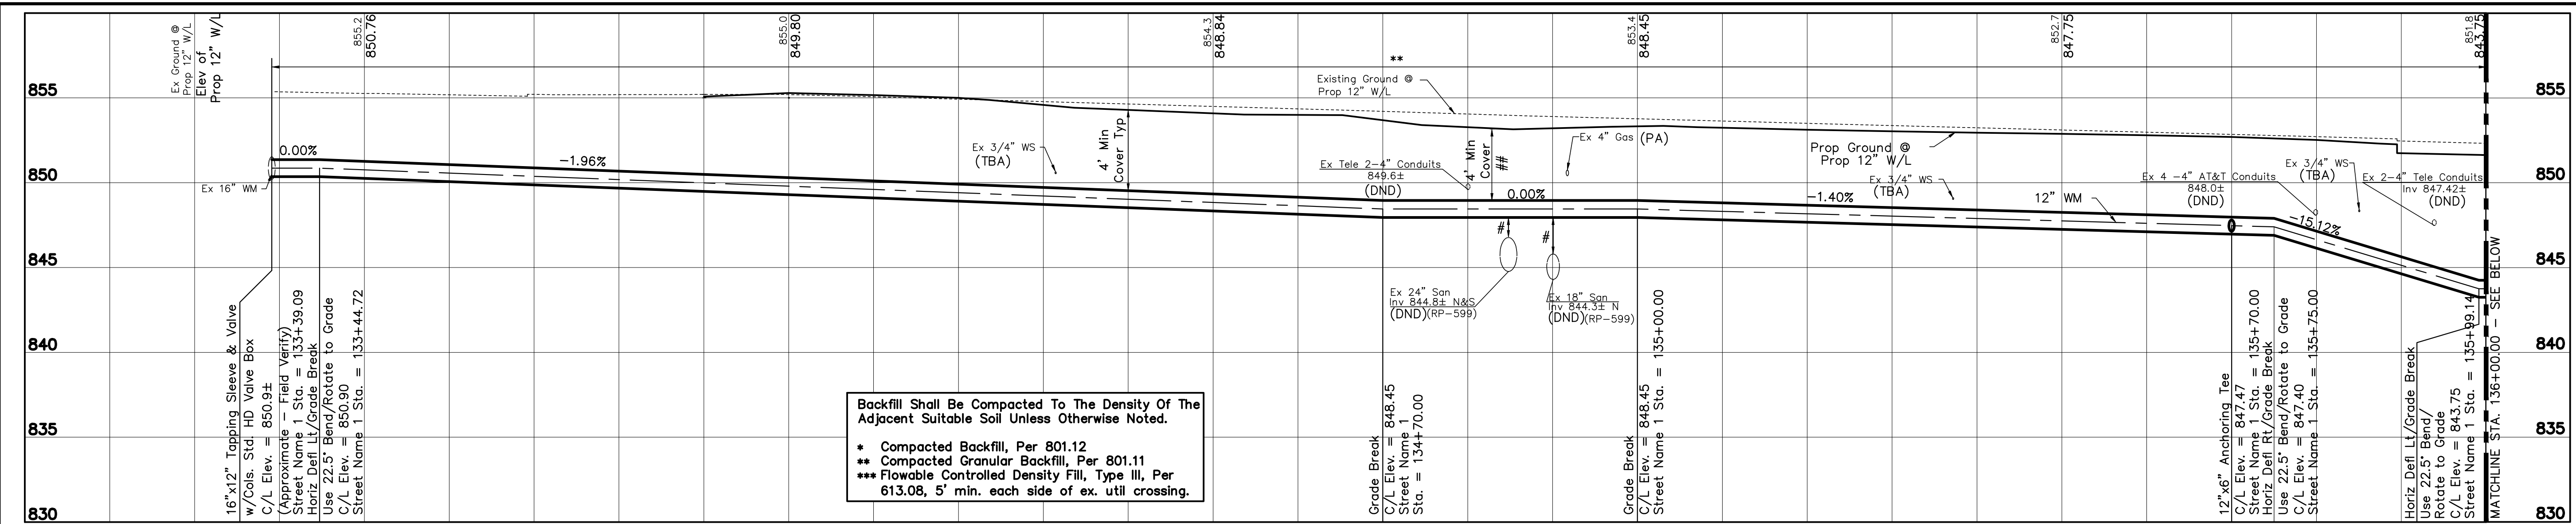 Ex Ground @
Prop 12" W/L
Elev of
Prop 12" W/L
855.2
850.76
855.0
849.80
854.3
848.84
853.4
848.45
852.7
847.75
851.8
843.75
**
855
850
845
840
835
830
855
850
845
840
835
830
0.00%
-1.96%
Ex 16" WM
Ex 3/4" WS
(TBA)
4' Min
Cover Typ
Existing Ground @
Prop 12" W/L
Ex Tele 2-4" Conduits
849.6±
(DND)
4' Min
Cover
##
Ex 4" Gas (PA)
0.00%
#
#
Ex 24" San
Inv 844.8± N&S
(DND)(RP-599)
Ex 18" San
Inv 844.3± N
(DND)(RP-599)
Prop Ground @
Prop 12" W/L
Ex 3/4" WS
(TBA)
-1.40%
12" WM
Ex 4 -4" AT&T Conduits
848.0±
(DND)
Ex 3/4" WS
(TBA)
Ex 2-4" Tele Conduits
Inv 847.42±
(DND)
-15.12%
16"x12" Tapping Sleeve & Valve
w/Cols. Std. HD Valve Box
C/L Elev. = 850.9±
(Approximate - Field Verify)
Street Name 1 Sta. = 133+39.09
Horiz Defl Lt/Grade Break
Use 22.5° Bend/Rotate to Grade
C/L Elev. = 850.90
Street Name 1 Sta. = 133+44.72
Backfill Shall Be Compacted To The Density Of The
Adjacent Suitable Soil Unless Otherwise Noted.
* Compacted Backfill, Per 801.12
** Compacted Granular Backfill, Per 801.11
*** Flowable Controlled Density Fill, Type III, Per
613.08, 5' min. each side of ex. util crossing.
Grade Break
C/L Elev. = 848.45
Street Name 1
Sta. = 134+70.00
Grade Break
C/L Elev. = 848.45
Street Name 1 Sta. = 135+00.00
12"x6" Anchoring Tee
C/L Elev. = 847.47
Street Name 1 Sta. = 135+70.00
Horiz Defl Rt/Grade Break
Use 22.5° Bend/Rotate to Grade
C/L Elev. = 847.40
Street Name 1 Sta. = 135+75.00
Horiz Defl Lt/Grade Break
Use 22.5° Bend/
Rotate to Grade
C/L Elev. = 843.75
Street Name 1 Sta. = 135+99.14
MATCHLINE STA. 136+00.00 - SEE BELOW